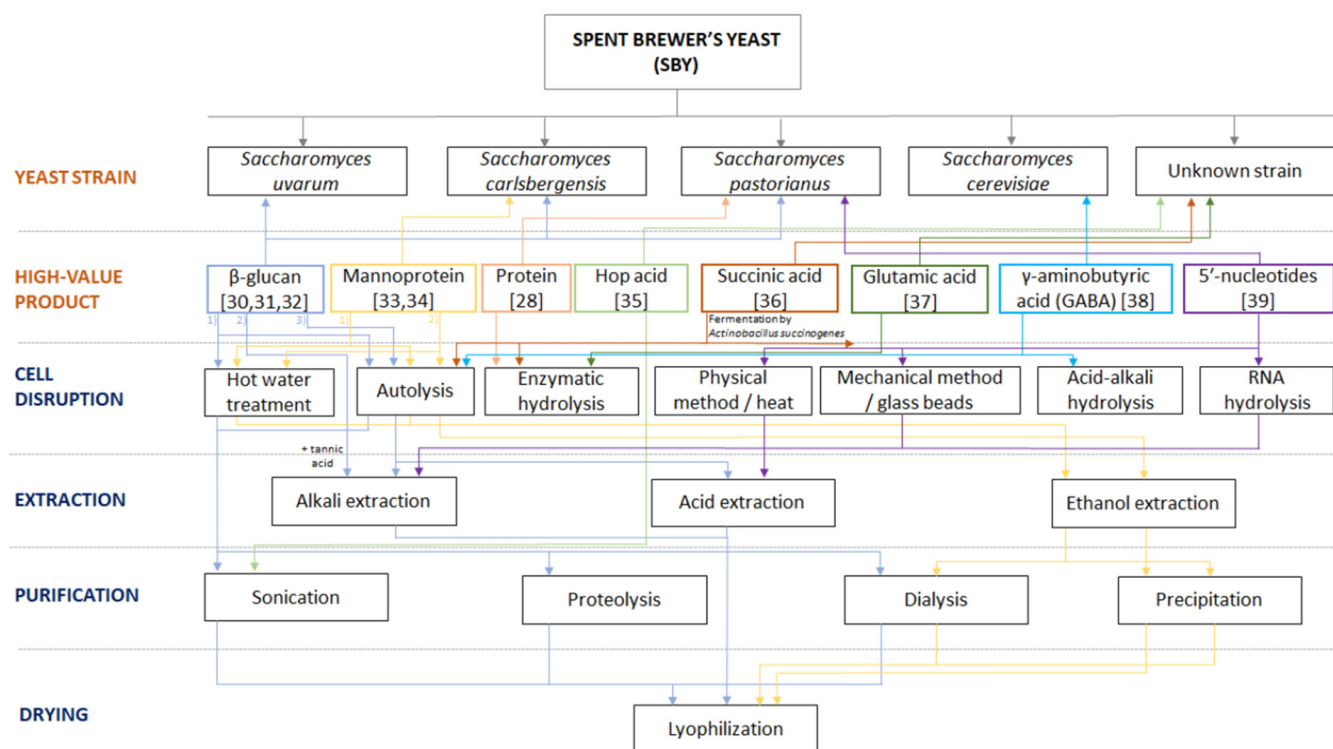 SPENT BREWER'S YEAST
(SBY)
YEAST STRAIN
Saccharomyces
uvarum
Saccharomyces
carlsbergensis
Saccharomyces
pastorianus
Saccharomyces
cerevisiae
Unknown strain
HIGH-VALUE
PRODUCT
β-glucan
[30,31,32]
Mannoprotein
[33,34]
Protein
[28]
Hop acid
[35]
Succinic acid
[36]
Glutamic acid
[37]
γ-aminobutyric
acid (GABA) [38]
5′-nucleotides
[39]
1)
2)
3)
1)
2)
Fermentation by
Actinobacillus succinogenes
CELL
DISRUPTION
Hot water
treatment
Autolysis
Enzymatic
hydrolysis
Physical
method / heat
Mechanical method
/ glass beads
Acid-alkali
hydrolysis
RNA
hydrolysis
+ tannic
acid
EXTRACTION
Alkali extraction
Acid extraction
Ethanol extraction
PURIFICATION
Sonication
Proteolysis
Dialysis
Precipitation
DRYING
Lyophilization